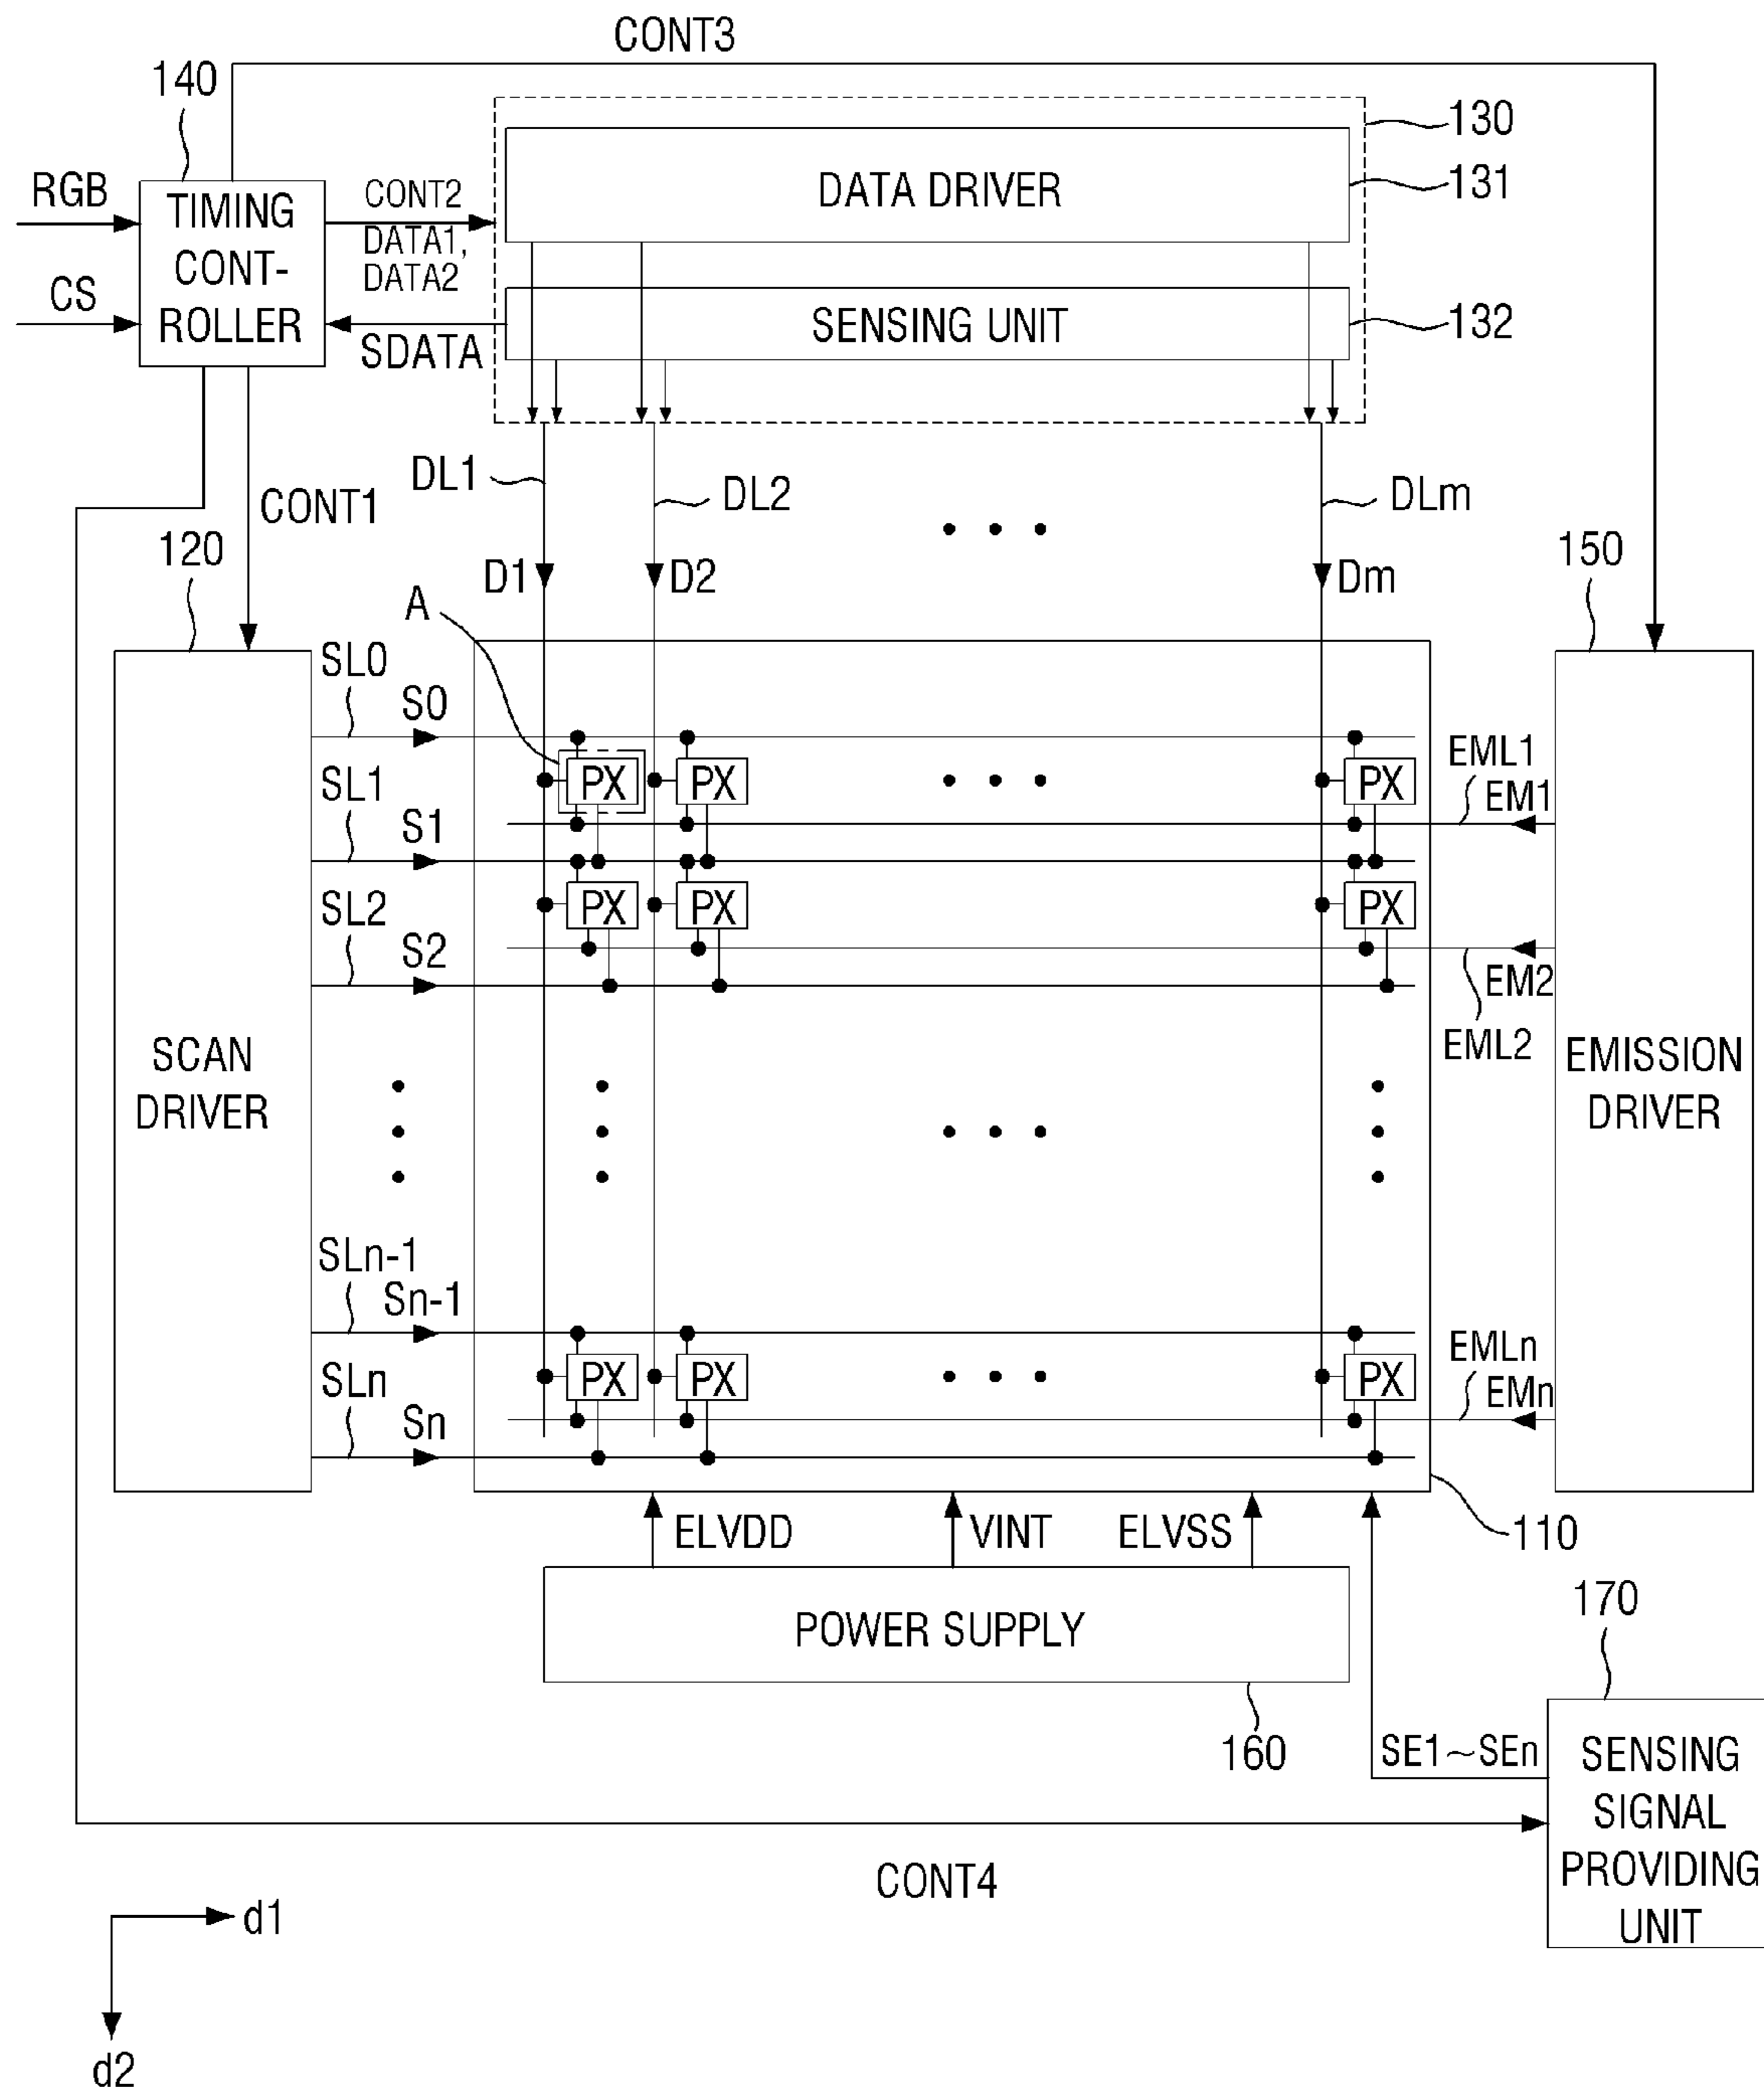 CONT3
140
130
RGB
TIMING
CONT-
ROLLER
CONT2
DATA1,
DATA2
DATA DRIVER
131
CS
SDATA
SENSING UNIT
132
DL1
DL2
DLm
CONT1
120
150
D1
D2
Dm
A
SL0
S0
PX
PX
PX
EML1
EM1
SL1
S1
SL2
PX
PX
PX
S2
EM2
EML2
SCAN
DRIVER
EMISSION
DRIVER
SLn-1
Sn-1
EMLn
EMn
SLn
PX
PX
PX
Sn
ELVDD
VINT
ELVSS
110
POWER SUPPLY
170
160
SE1~SEn
SENSING
SIGNAL
PROVIDING
UNIT
CONT4
d1
d2